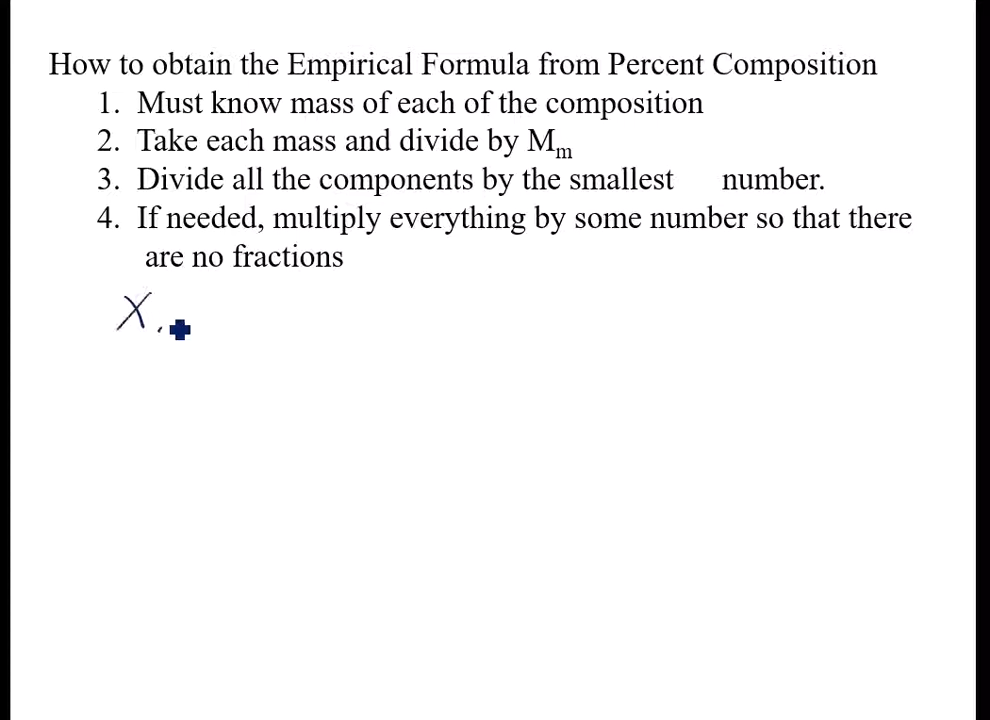 How to obtain the Empirical Formula from Percent Composition
1. Must know mass of each of the composition
2. Take each mass and divide by Mm
3. Divide all the components by the smallest number.
4. If needed, multiply everything by some number so that there
are no fractions
X.